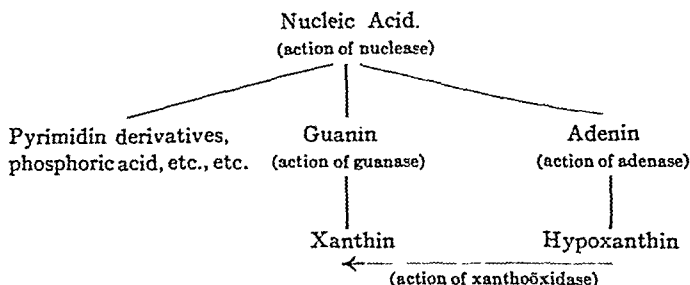 Nucleic Acid.
(action of nuclease)
Pyrimidin derivatives,
phosphoric acid, etc., etc.
Guanin
(action of guanase)
Adenin
(action of adenase)
Xanthin
Hypoxanthin
(action of xanthoöxidase)